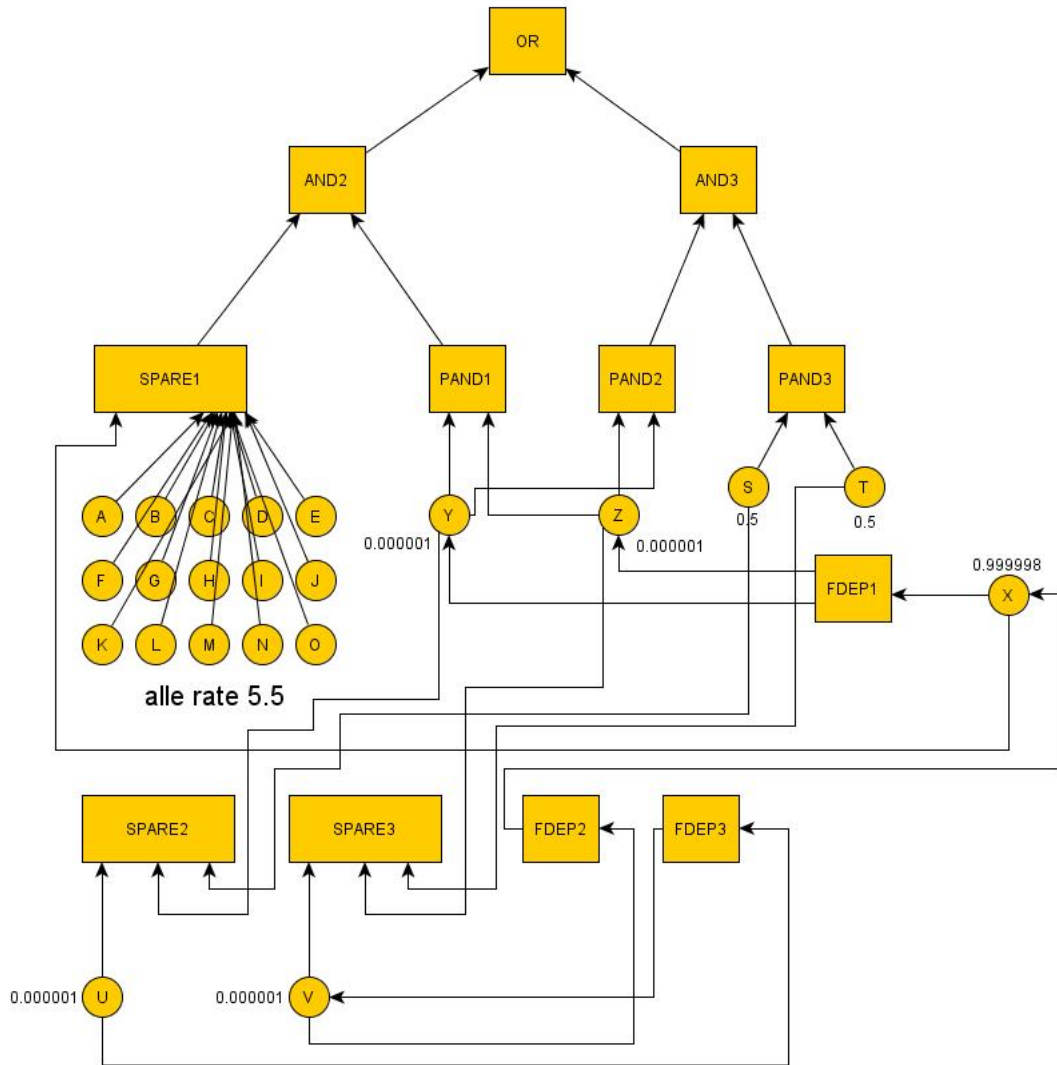 OR
AND2
AND3
SPARE1
PAND1
PAND2
PAND3
A
B
C
D
E
Y
0.000001
Z
0.000001
S
0.5
T
0.5
F
G
H
I
J
FDEP1
0.999998
X
K
L
M
N
O
alle rate 5.5
SPARE2
SPARE3
FDEP2
FDEP3
0.000001
U
0.000001
V